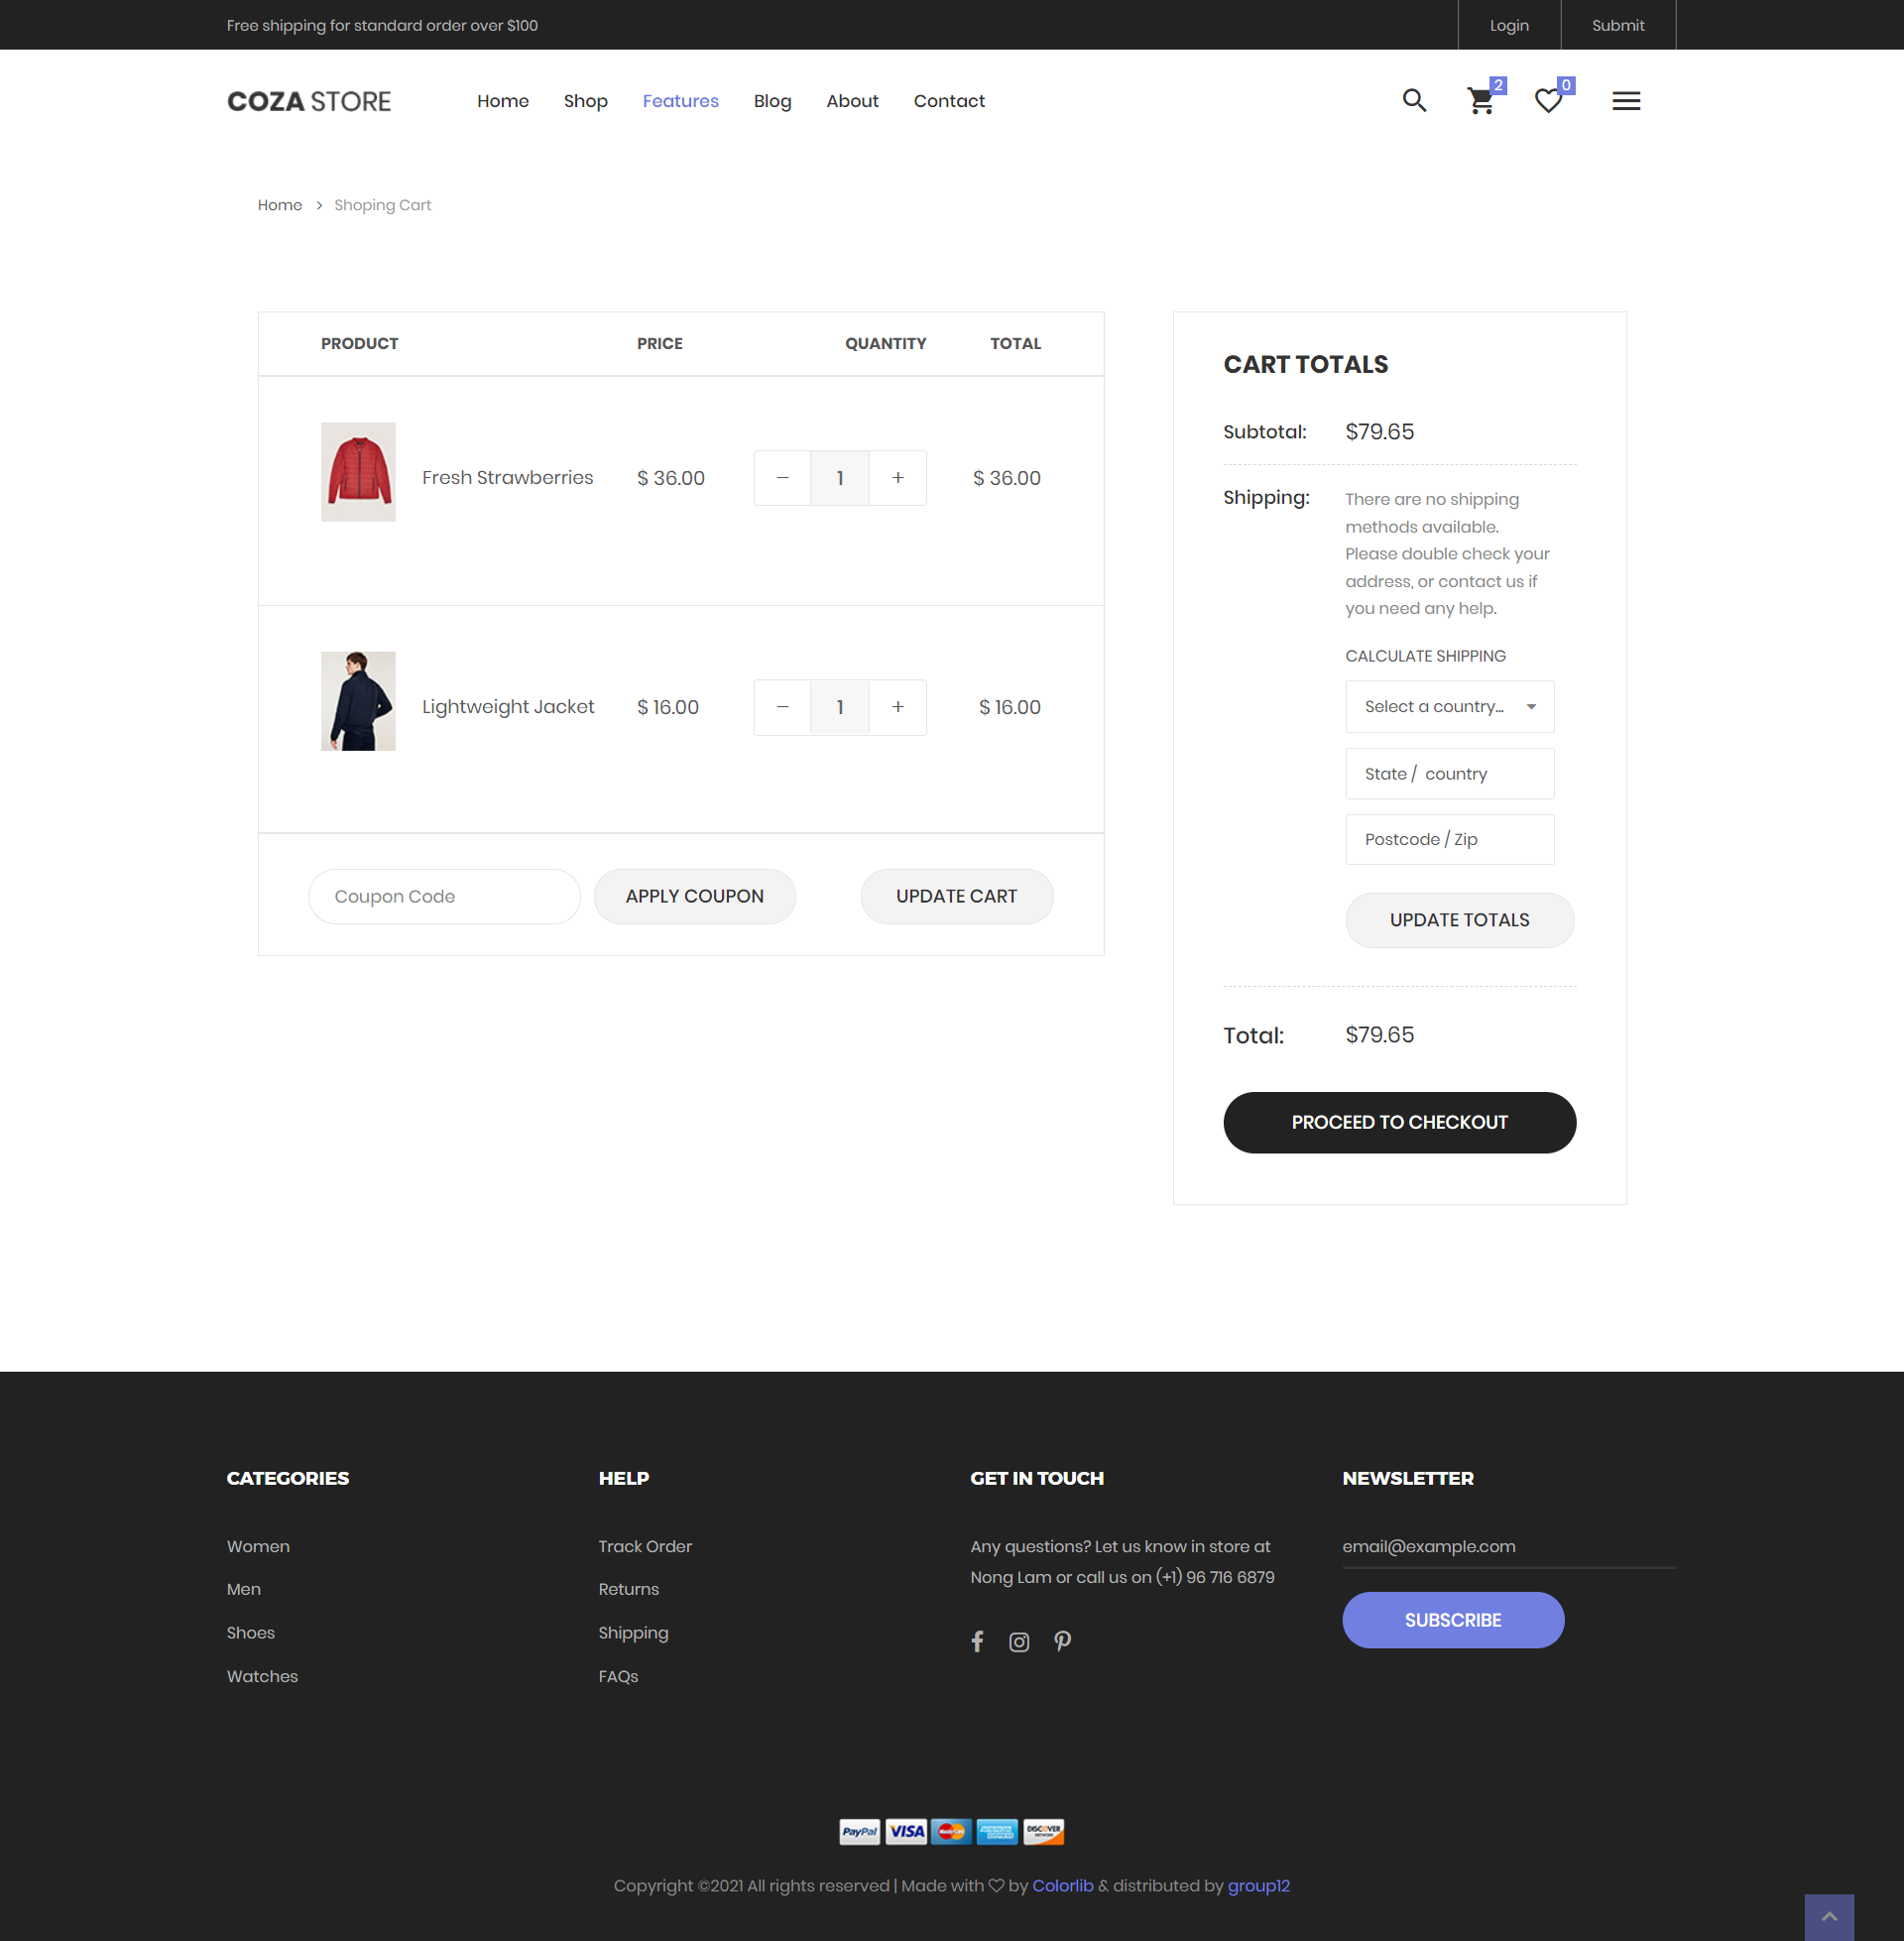 Free shipping for standard order over $100
Login
Submit
COZA STORE
Home
Shop
Features
Blog
About
Contact
2
0
Home > Shoping Cart
PRODUCT
PRICE
QUANTITY
TOTAL
Fresh Strawberries
$ 36.00
− 1 +
$ 36.00
Lightweight Jacket
$ 16.00
− 1 +
$ 16.00
Coupon Code
APPLY COUPON
UPDATE CART
CART TOTALS
Subtotal:
$79.65
Shipping:
There are no shipping
methods available.
Please double check your
address, or contact us if
you need any help.
CALCULATE SHIPPING
Select a country...
State /  country
Postcode / Zip
UPDATE TOTALS
Total:
$79.65
PROCEED TO CHECKOUT
CATEGORIES
Women
Men
Shoes
Watches
HELP
Track Order
Returns
Shipping
FAQs
GET IN TOUCH
Any questions? Let us know in store at
Nong Lam or call us on (+1) 96 716 6879
NEWSLETTER
email@example.com
SUBSCRIBE
PayPal
VISA
MasterCard
AMERICAN EXPRESS
DISCOVER NETWORK
Copyright ©2021 All rights reserved | Made with ♡ by Colorlib & distributed by group12